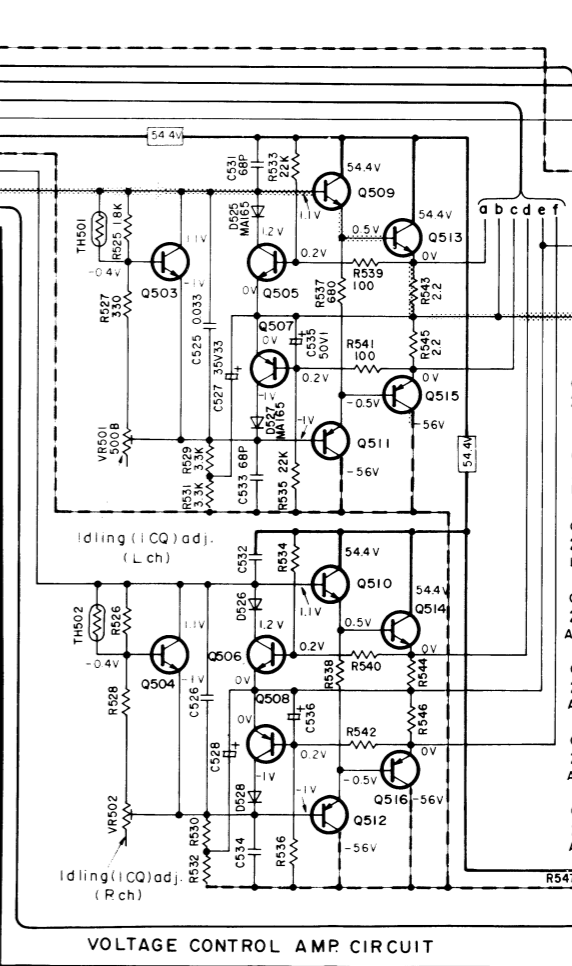 54.4V
C531 68P
R533 22K
54.4V
Q509
1.1V
D525 MA165
1.2V
54.4V
a b c d e f
TH501
R525 1.8K
1.1V
0.5V
Q513
-0.4V
-1V
0.2V
0V
R539
100
Q503
Q505
R527
330
0V
R537
680
R543
2.2
C525 0.033
Q507
0V
C535
50V1
R541
100
R545
2.2
C527 35V33
0.2V
0V
-1V
-0.5V
Q515
D527
MA165
-1V
-56V
VR501
500B
R529
3.3K
Q511
54.4V
R531
3.3K
C533 68P
R535 22K
-56V
Idling(ICQ)adj.
(Lch)
C532
R534
54.4V
Q510
54.4V
TH502
R526
D526
1.1V
1.1V
Q514
1.2V
0.5V
-0.4V
Q506
0.2V
0V
R540
Q504
-1V
0V
R538
R544
R528
C526
Q508
0V
C536
R546
R542
C528
0.2V
0V
-1V
-0.5V
Q516
-56V
D528
-1V
VR502
R530
Q512
R532
C534
R536
-56V
Idling(ICQ)adj.
(Rch)
R547
VOLTAGE CONTROL AMP. CIRCUIT